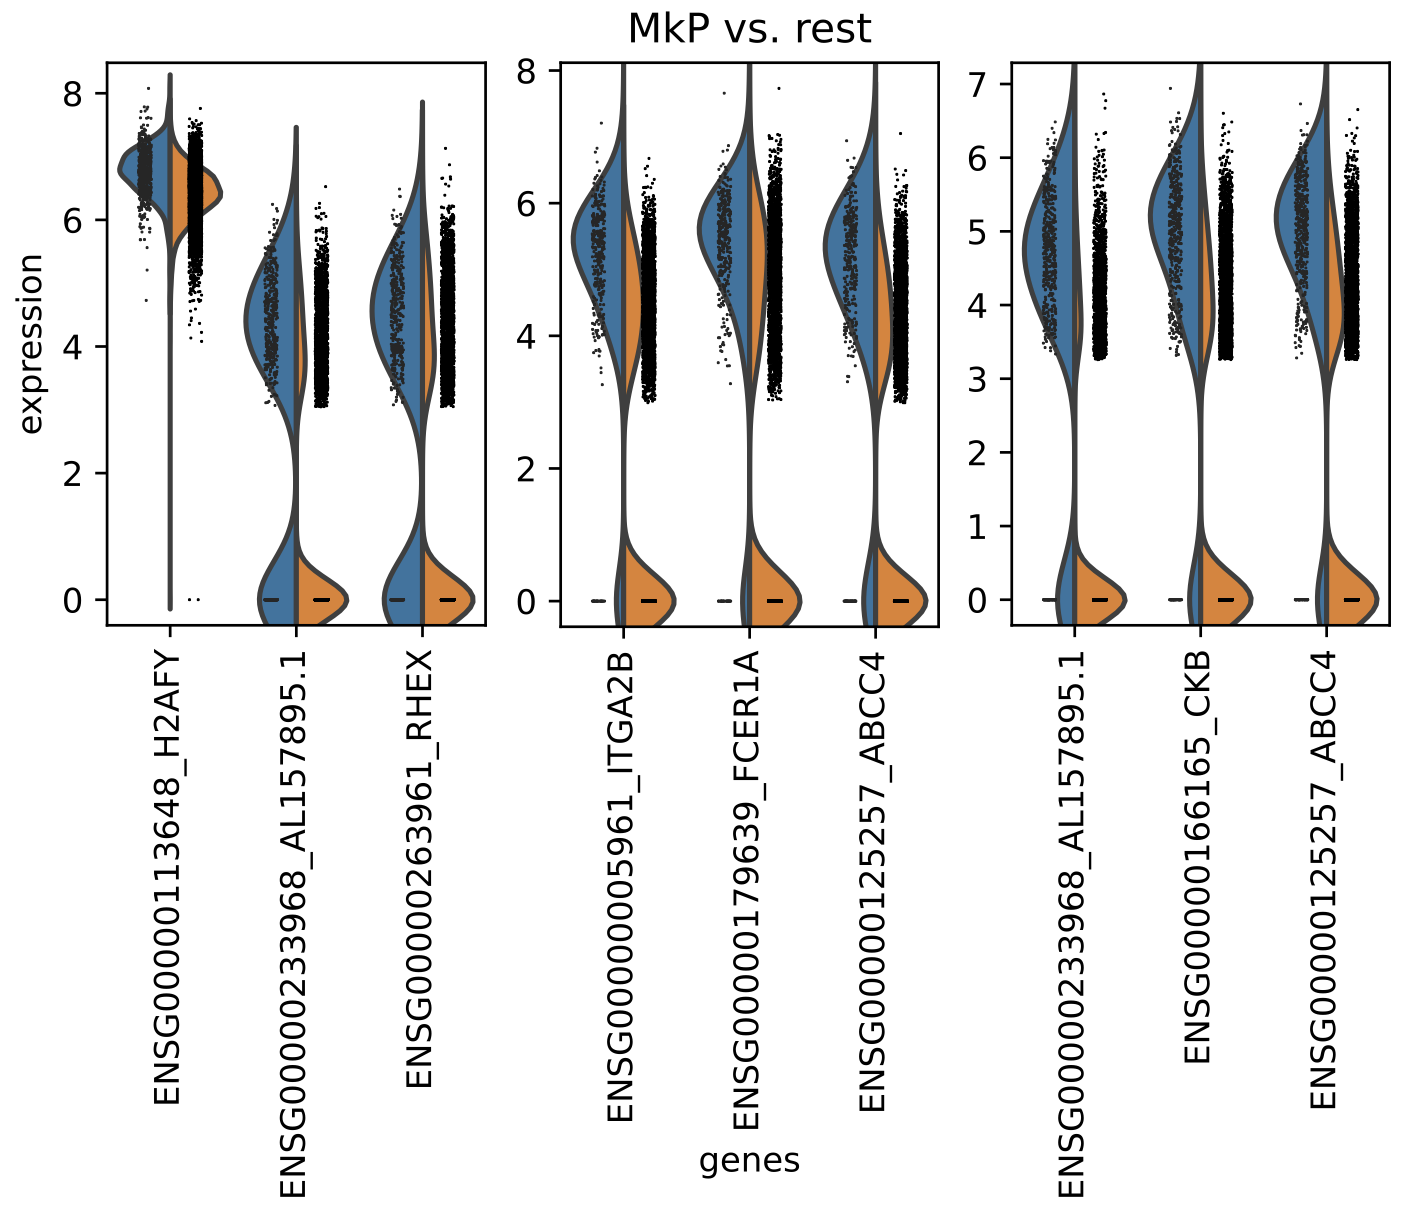 MkP vs. rest
expression
8
6
4
2
0
8
6
4
2
0
7
6
5
4
3
2
1
0
ENSG00000113648_H2AFY
ENSG00000233968_AL157895.1
ENSG00000263961_RHEX
ENSG00000005961_ITGA2B
ENSG00000179639_FCER1A
ENSG00000125257_ABCC4
ENSG00000233968_AL157895.1
ENSG00000166165_CKB
ENSG00000125257_ABCC4
genes